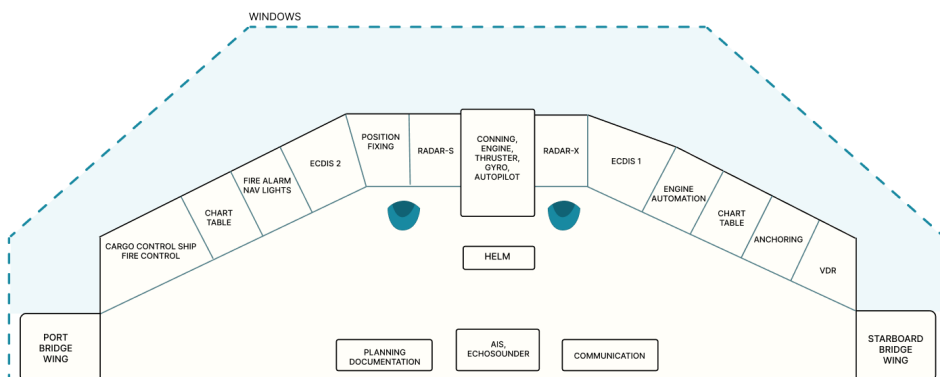 WINDOWS
CARGO CONTROL SHIP
FIRE CONTROL
CHART
TABLE
FIRE ALARM
NAV LIGHTS
ECDIS 2
POSITION
FIXING
RADAR-S
CONNING,
ENGINE,
THRUSTER,
GYRO,
AUTOPILOT
RADAR-X
ECDIS 1
ENGINE
AUTOMATION
CHART
TABLE
ANCHORING
VDR
HELM
PORT
BRIDGE
WING
PLANNING
DOCUMENTATION
AIS,
ECHOSOUNDER
COMMUNICATION
STARBOARD
BRIDGE
WING